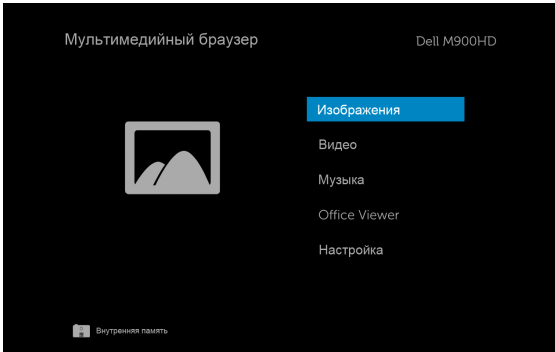 Мультимедийный браузер
Dell M900HD
Изображения
Видео
Музыка
Office Viewer
Настройка
Внутренняя память